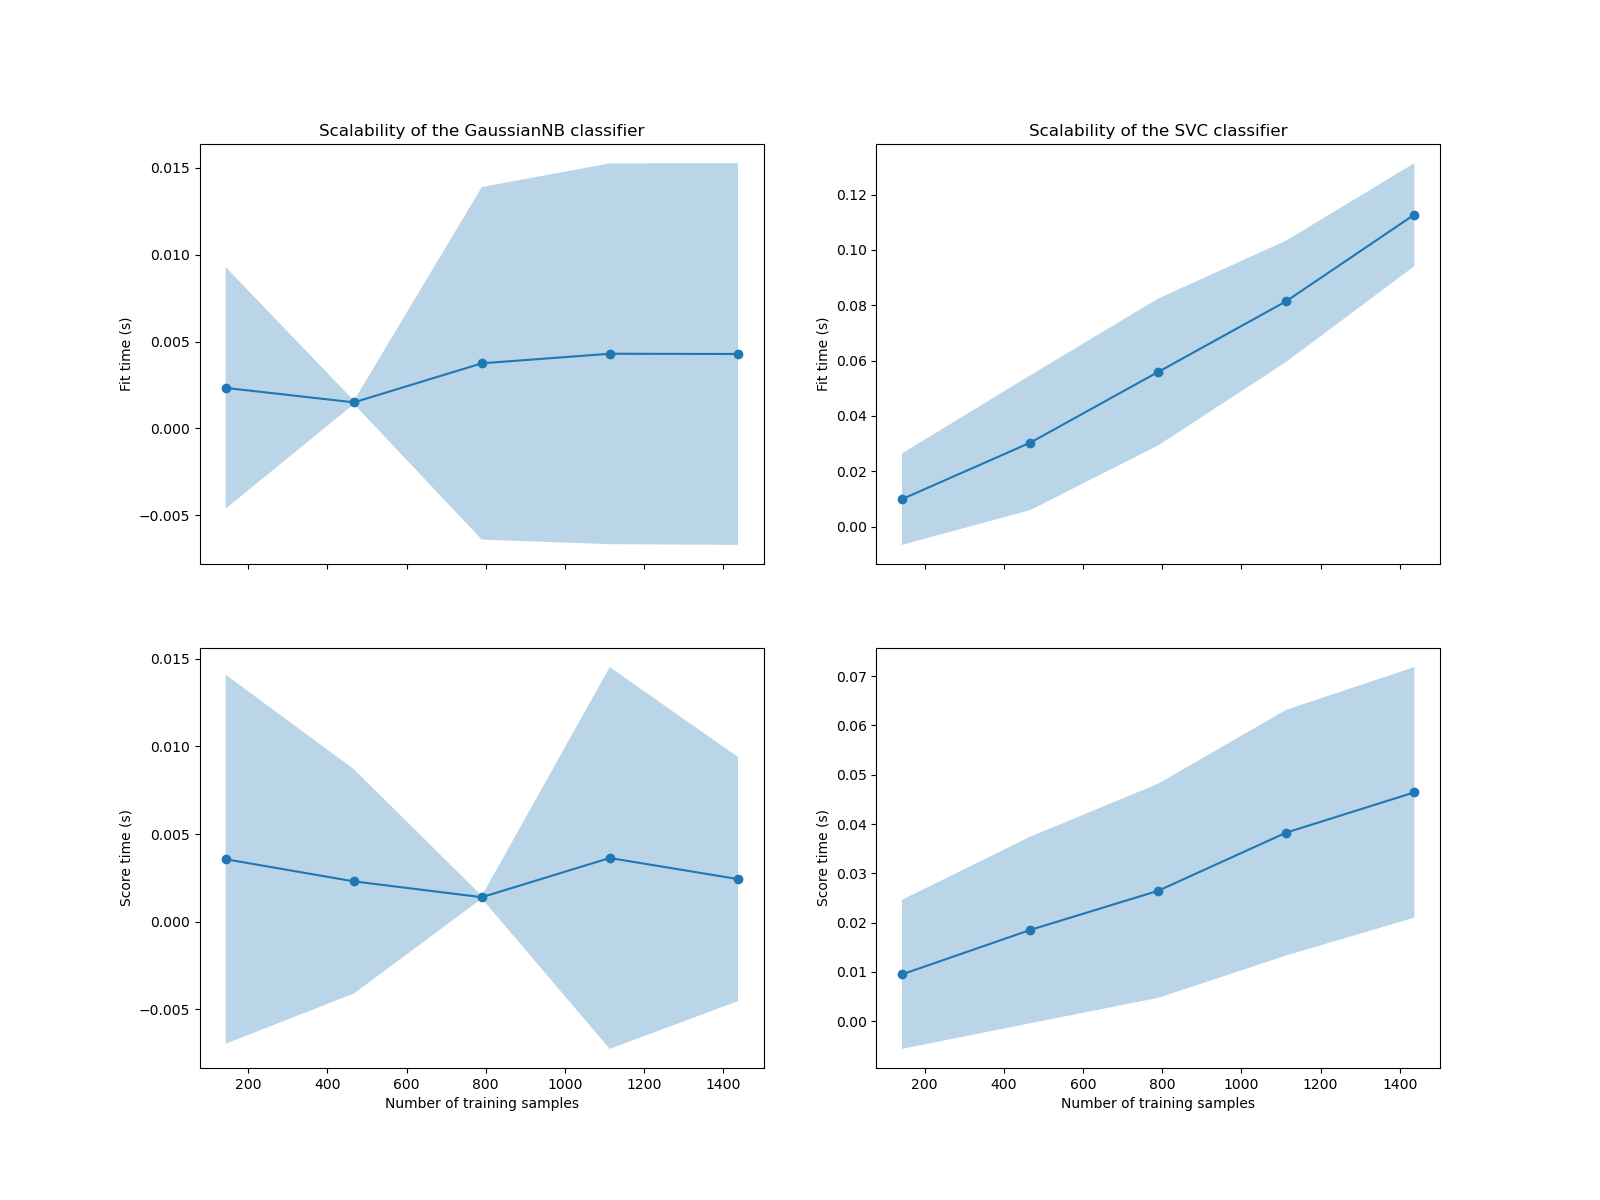 Scalability of the GaussianNB classifier
0.015
0.010
0.005
0.000
−0.005
Fit time (s)
Scalability of the SVC classifier
0.12
0.10
0.08
0.06
0.04
0.02
0.00
Fit time (s)
0.015
0.010
0.005
0.000
−0.005
Score time (s)
200 400 600 800 1000 1200 1400
Number of training samples
0.07
0.06
0.05
0.04
0.03
0.02
0.01
0.00
Score time (s)
200 400 600 800 1000 1200 1400
Number of training samples